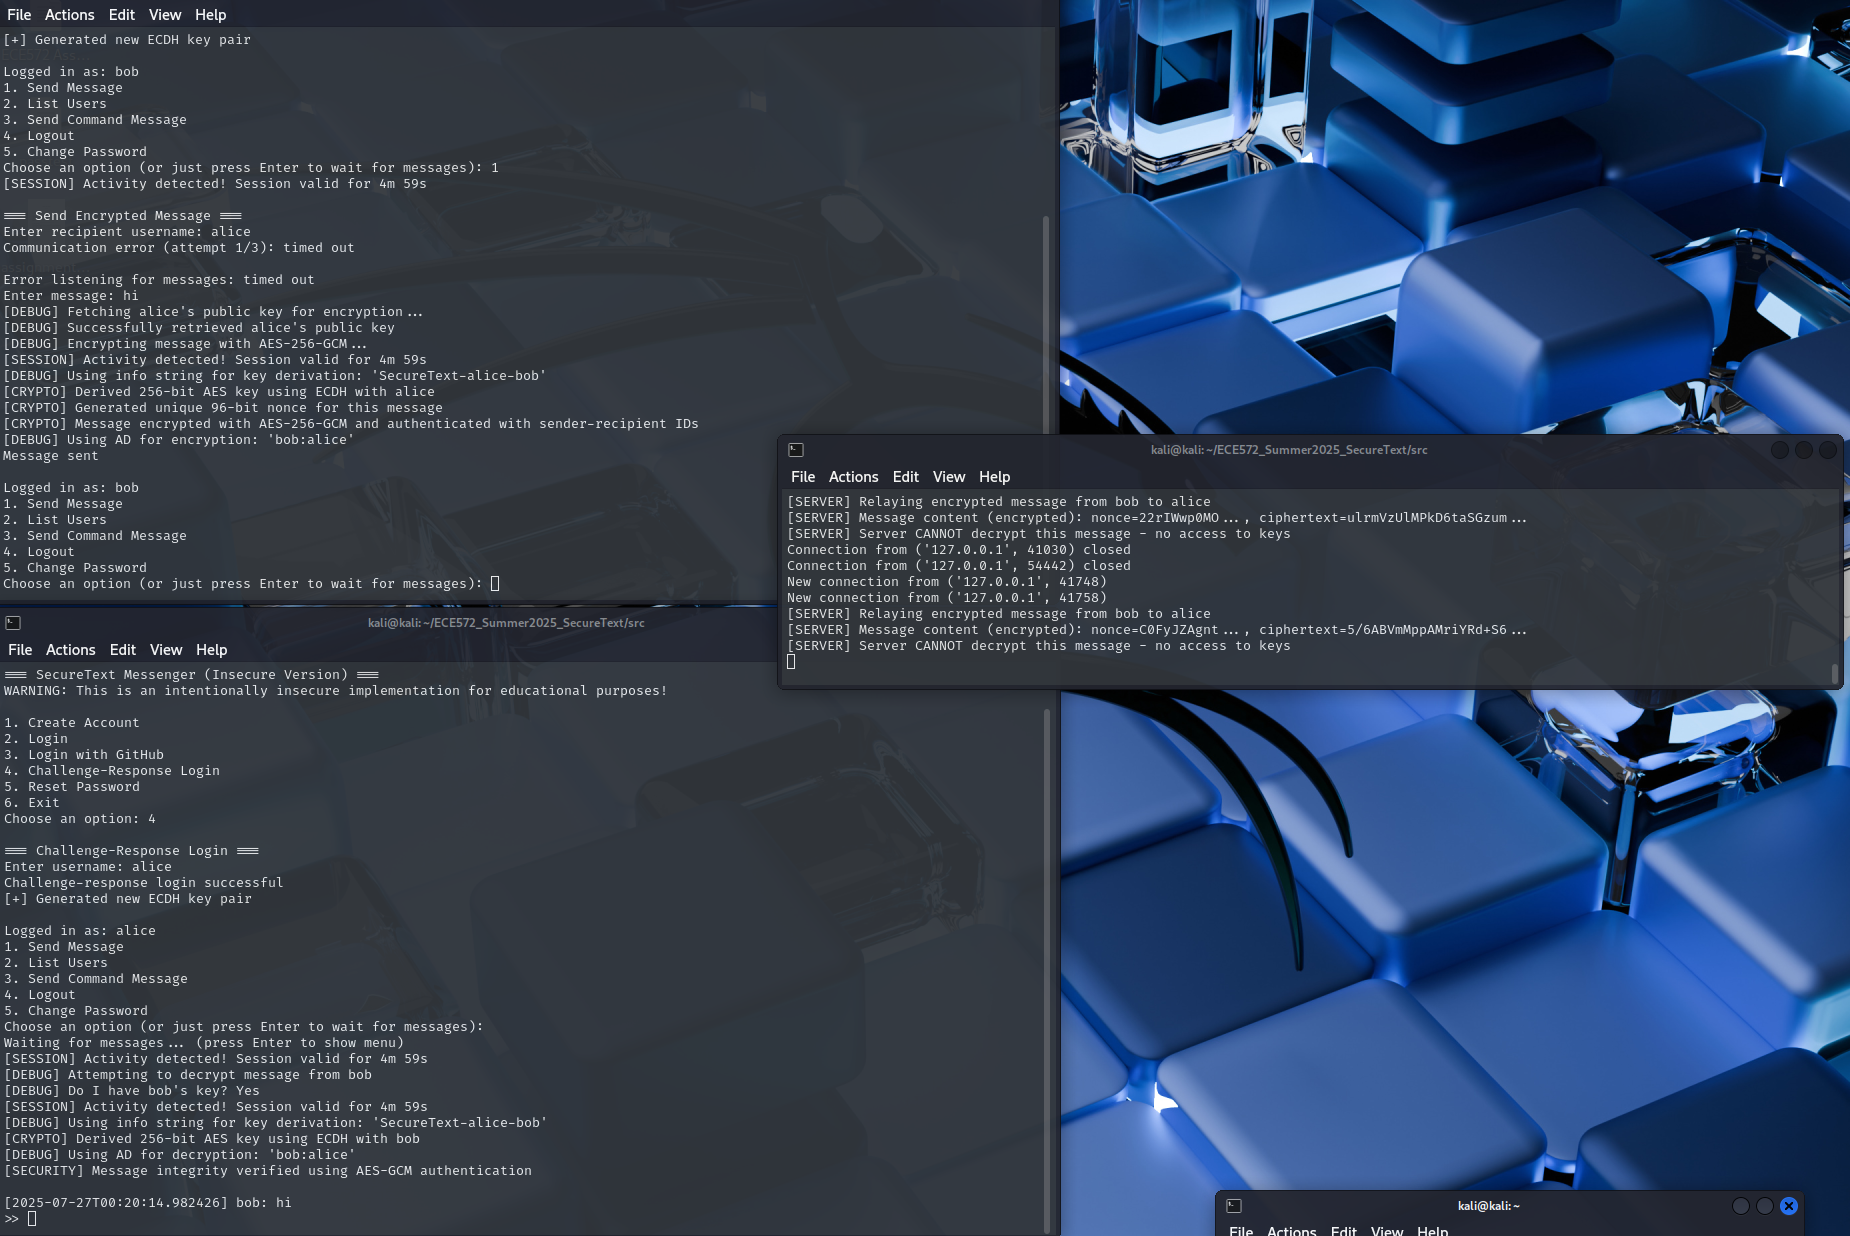 File Actions Edit View Help
[+] Generated new ECDH key pair
Logged in as: bob
1. Send Message
2. List Users
3. Send Command Message
4. Logout
5. Change Password
Choose an option (or just press Enter to wait for messages): 1
[SESSION] Activity detected! Session valid for 4m 59s
=== Send Encrypted Message ===
Enter recipient username: alice
Communication error (attempt 1/3): timed out
Error listening for messages: timed out
Enter message: hi
[DEBUG] Fetching alice's public key for encryption...
[DEBUG] Successfully retrieved alice's public key
[DEBUG] Encrypting message with AES-256-GCM...
[SESSION] Activity detected! Session valid for 4m 59s
[DEBUG] Using info string for key derivation: 'SecureText-alice-bob'
[CRYPTO] Derived 256-bit AES key using ECDH with alice
[CRYPTO] Generated unique 96-bit nonce for this message
[CRYPTO] Message encrypted with AES-256-GCM and authenticated with sender-recipient IDs
[DEBUG] Using AD for encryption: 'bob:alice'
Message sent
Logged in as: bob
1. Send Message
2. List Users
3. Send Command Message
4. Logout
5. Change Password
Choose an option (or just press Enter to wait for messages):
kali@kali: ~/ECE572_Summer2025_SecureText/src
File Actions Edit View Help
[SERVER] Relaying encrypted message from bob to alice
[SERVER] Message content (encrypted): nonce=22rIWwp0MO..., ciphertext=ulrmVzUlMPkD6taSGzum...
[SERVER] Server CANNOT decrypt this message - no access to keys
Connection from ('127.0.0.1', 41030) closed
Connection from ('127.0.0.1', 54442) closed
New connection from ('127.0.0.1', 41748)
New connection from ('127.0.0.1', 41758)
[SERVER] Relaying encrypted message from bob to alice
[SERVER] Message content (encrypted): nonce=C0FyJZAgnt..., ciphertext=5/6ABVmMppAMriYRd+S6...
[SERVER] Server CANNOT decrypt this message - no access to keys
kali@kali: ~/ECE572_Summer2025_SecureText/src
File Actions Edit View Help
=== SecureText Messenger (Insecure Version) ===
WARNING: This is an intentionally insecure implementation for educational purposes!
1. Create Account
2. Login
3. Login with GitHub
4. Challenge-Response Login
5. Reset Password
6. Exit
Choose an option: 4
=== Challenge-Response Login ===
Enter username: alice
Challenge-response login successful
[+] Generated new ECDH key pair
Logged in as: alice
1. Send Message
2. List Users
3. Send Command Message
4. Logout
5. Change Password
Choose an option (or just press Enter to wait for messages):
Waiting for messages... (press Enter to show menu)
[SESSION] Activity detected! Session valid for 4m 59s
[DEBUG] Attempting to decrypt message from bob
[DEBUG] Do I have bob's key? Yes
[SESSION] Activity detected! Session valid for 4m 59s
[DEBUG] Using info string for key derivation: 'SecureText-alice-bob'
[CRYPTO] Derived 256-bit AES key using ECDH with bob
[DEBUG] Using AD for decryption: 'bob:alice'
[SECURITY] Message integrity verified using AES-GCM authentication
[2025-07-27T00:20:14.982426] bob: hi
>>
kali@kali: ~
File Actions Edit View Help